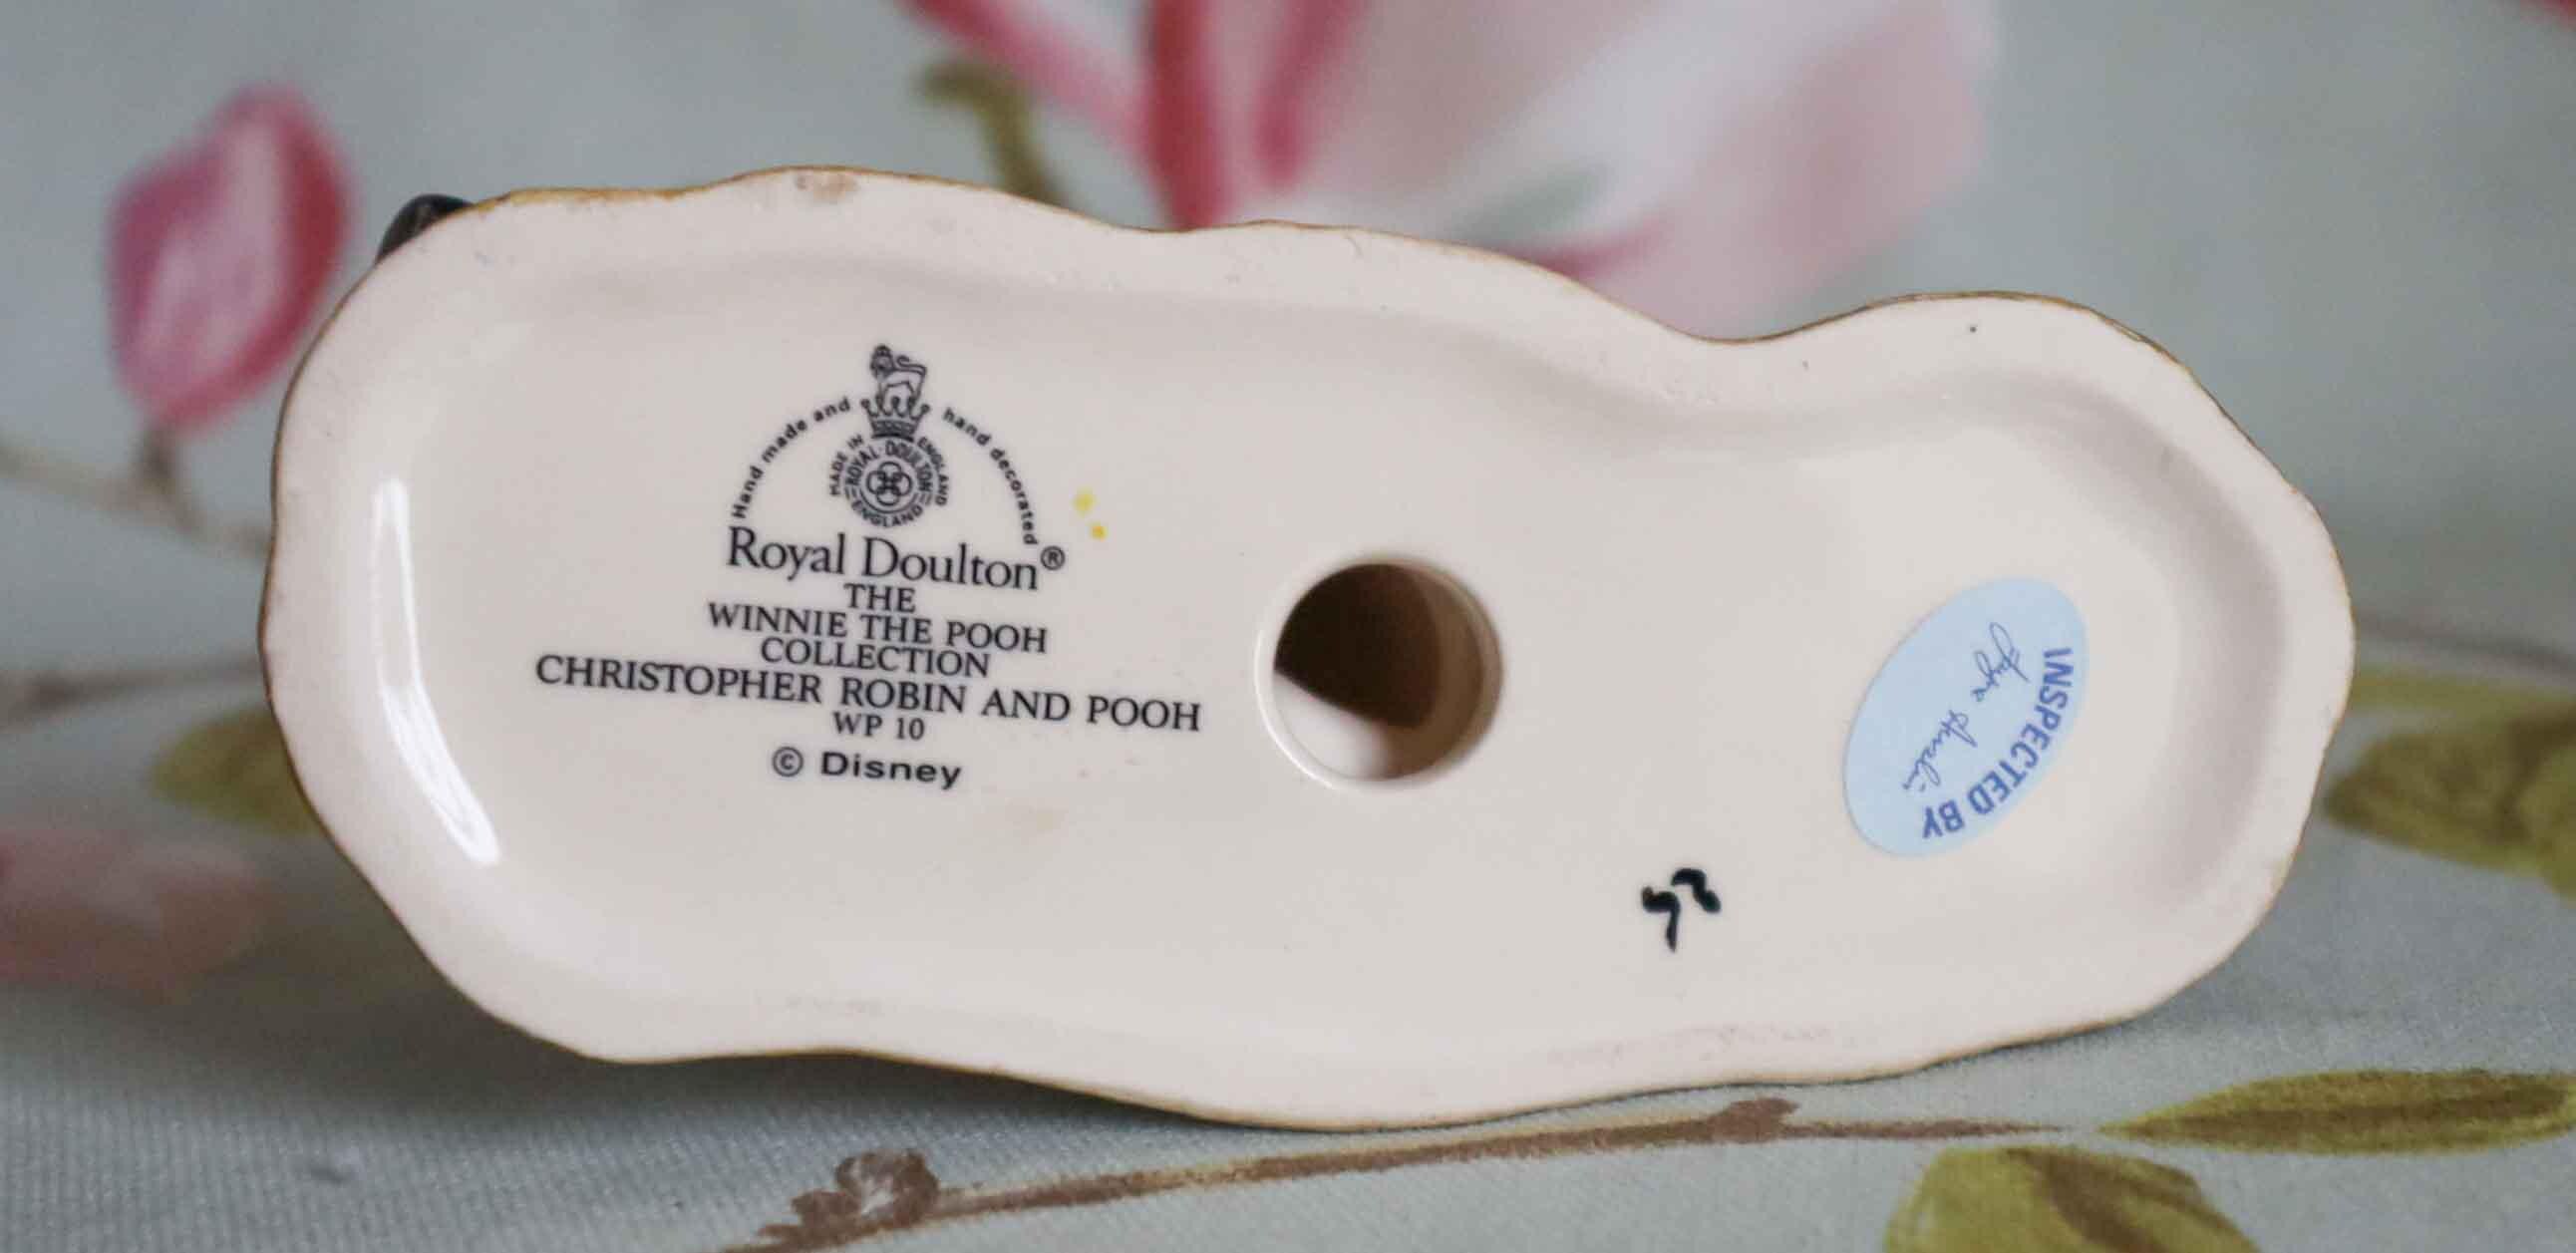 Hand made and hand decorated
MADE IN ENGLAND
ROYAL DOULTON
ENGLAND
Royal Doulton®
THE
WINNIE THE POOH
COLLECTION
CHRISTOPHER ROBIN AND POOH
WP 10
© Disney
INSPECTED BY